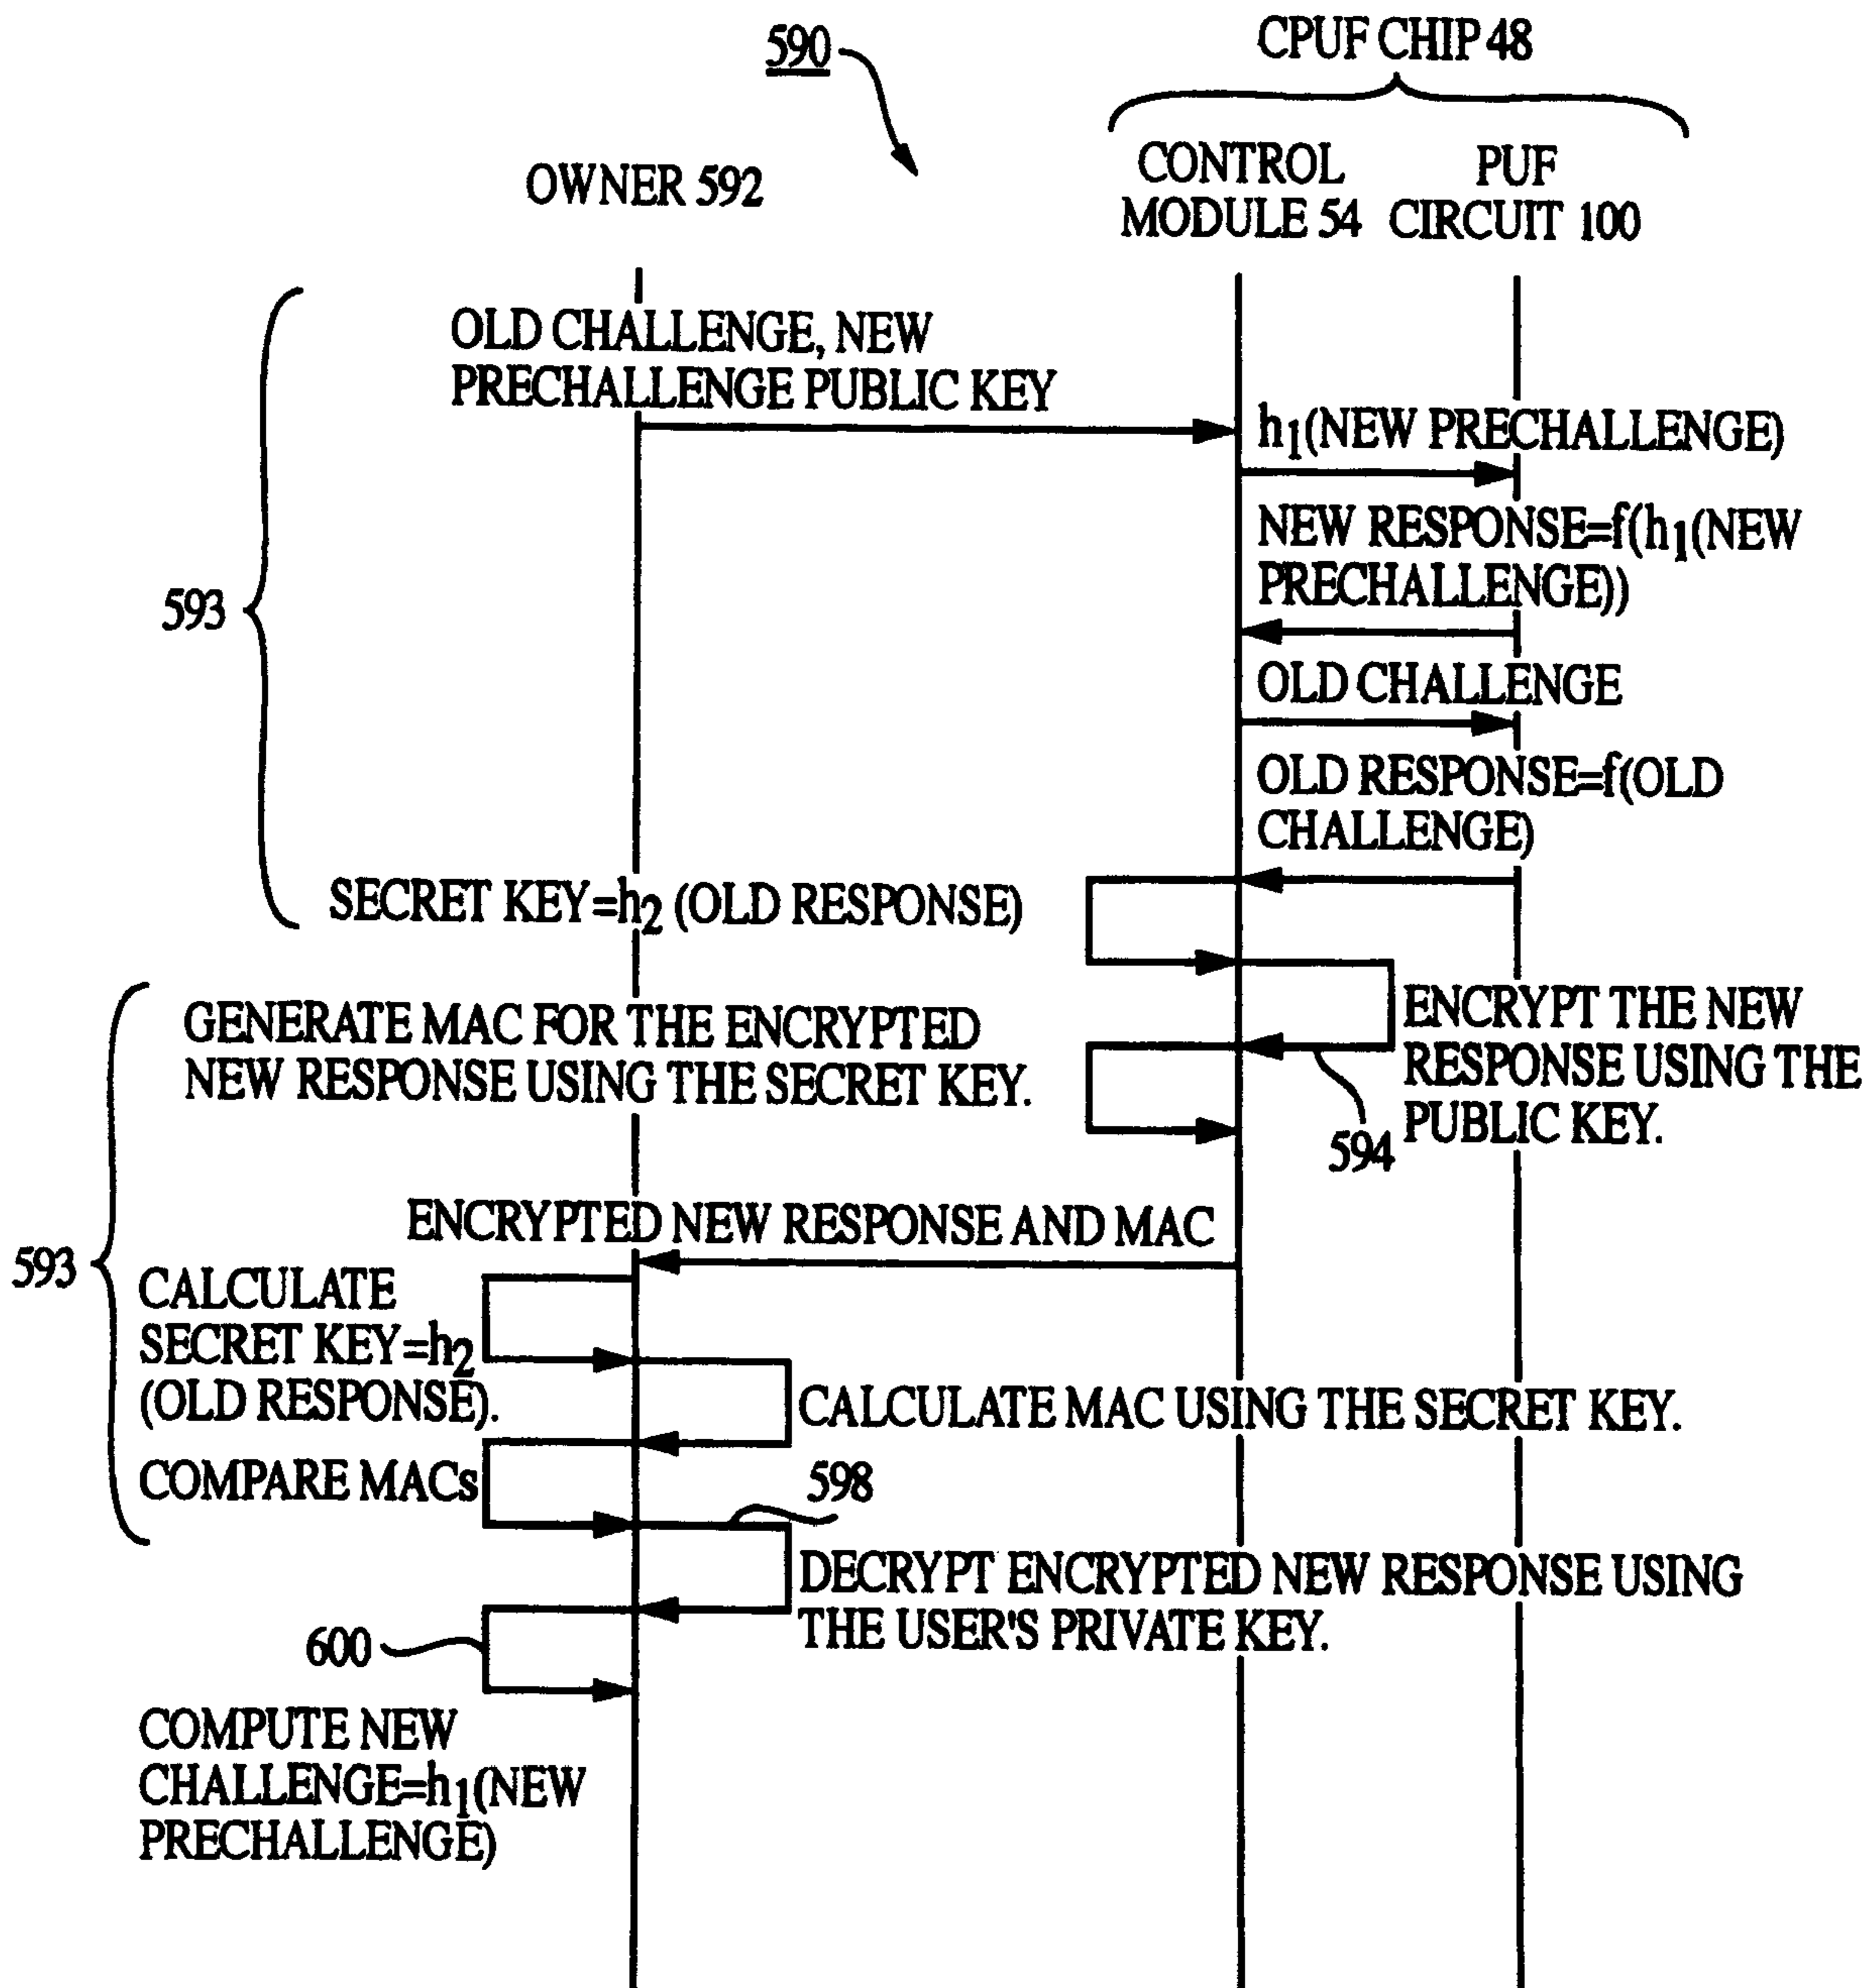 590
CPUF CHIP 48
OWNER 592
CONTROL
MODULE 54
PUF
CIRCUIT 100
OLD CHALLENGE, NEW
PRECHALLENGE PUBLIC KEY
h1(NEW PRECHALLENGE)
NEW RESPONSE=f(h1(NEW
PRECHALLENGE))
593
OLD CHALLENGE
OLD RESPONSE=f(OLD
CHALLENGE)
SECRET KEY=h2 (OLD RESPONSE)
GENERATE MAC FOR THE ENCRYPTED
NEW RESPONSE USING THE SECRET KEY.
ENCRYPT THE NEW
RESPONSE USING THE
PUBLIC KEY.
594
ENCRYPTED NEW RESPONSE AND MAC
593
CALCULATE
SECRET KEY=h2
(OLD RESPONSE).
CALCULATE MAC USING THE SECRET KEY.
COMPARE MACs
598
DECRYPT ENCRYPTED NEW RESPONSE USING
THE USER'S PRIVATE KEY.
600
COMPUTE NEW
CHALLENGE=h1(NEW
PRECHALLENGE)